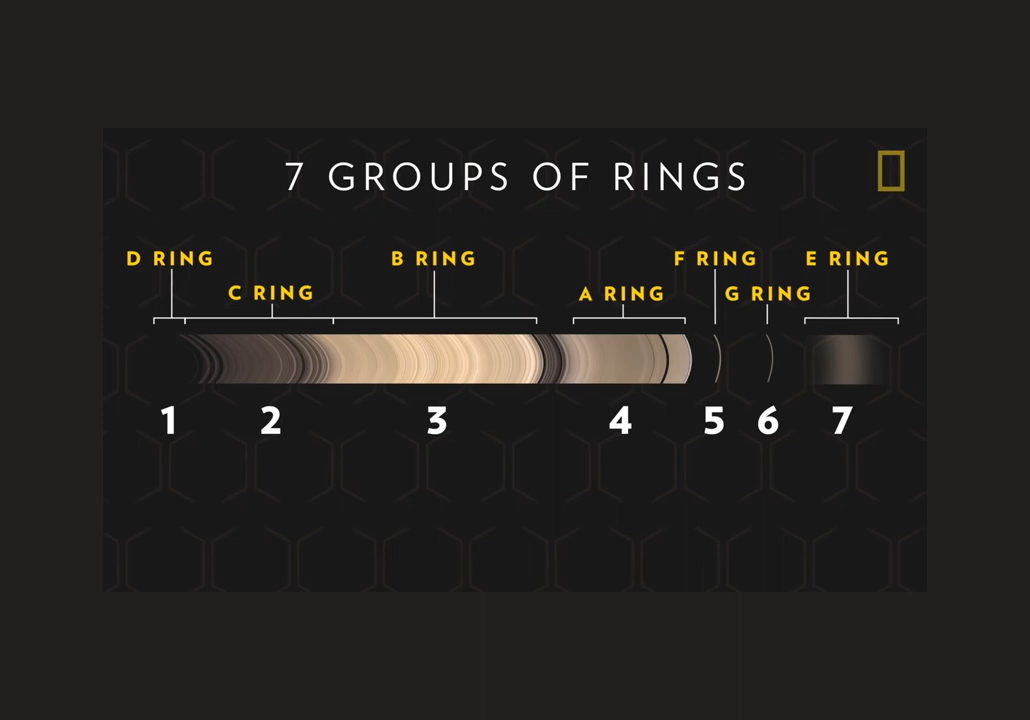 7 GROUPS OF RINGS
D RING
B RING
F RING
E RING
C RING
A RING
G RING
1 2 3 4 5 6 7